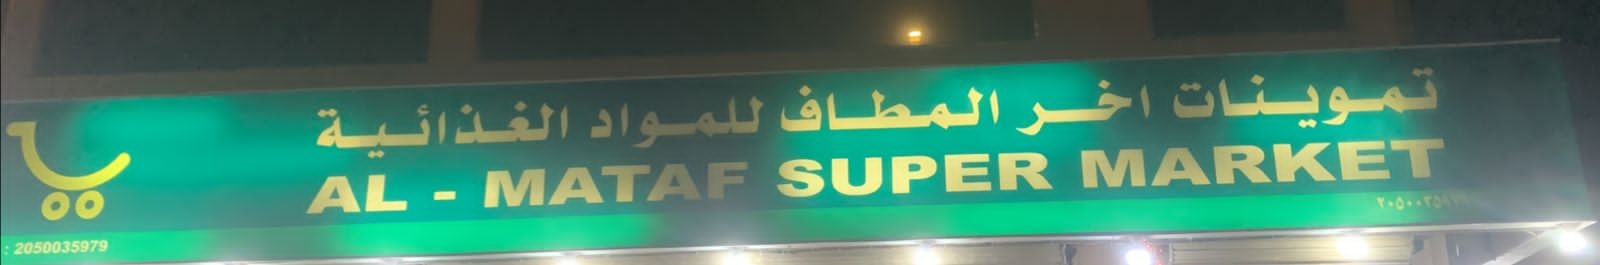 تموينات اخر المطاف للمواد الغذائية
AL - MATAF SUPER MARKET
: 2050035979